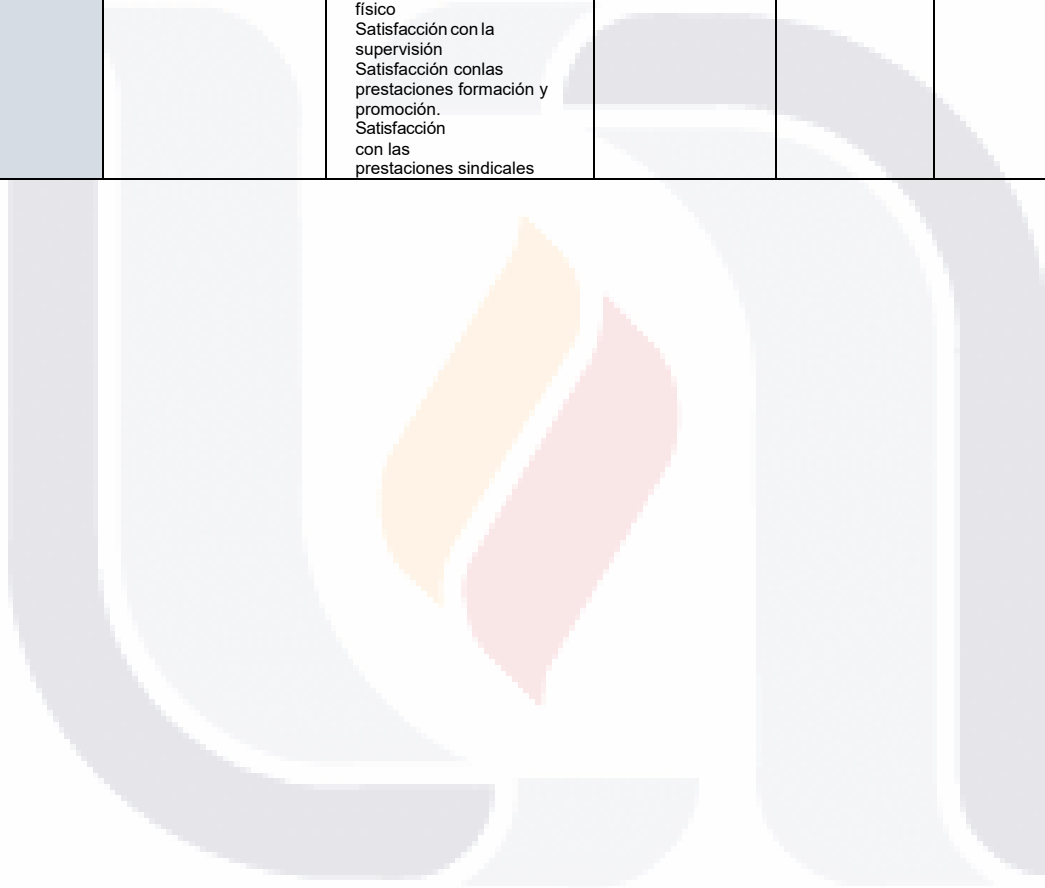 físico
Satisfacción con la
supervisión
Satisfacción conlas
prestaciones formación y
promoción.
Satisfacción
con las
prestaciones sindicales